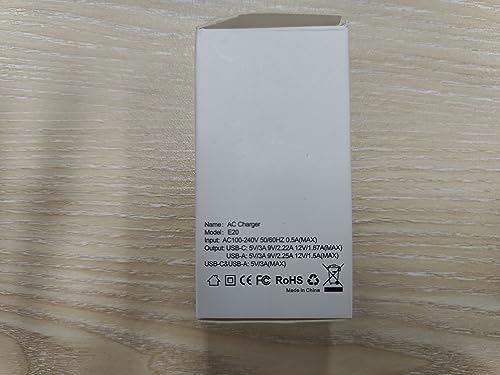 Name: AC Charger
Model: E20
Input: AC100-240V 50/60HZ 0.5A(MAX)
Output: USB-C: 5V/3A 9V/2.22A 12V/1.67A(MAX)
USB-A: 5V/3A 9V/2.25A 12V/1.5A(MAX)
USB-C&USB-A: 5V/3A(MAX)
CE FC RoHS
Made in China